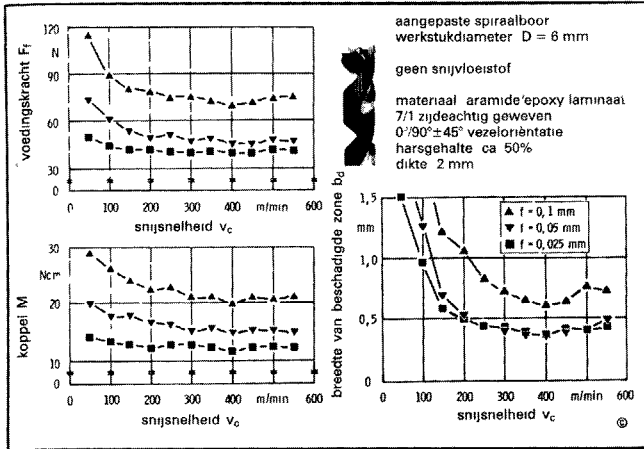 aangepaste spiraalboor
werkstukdiameter D = 6 mm
geen snijvloeistof
materiaal aramide/epoxy laminaat
7/1 zijdeachtig geweven
0°/90°±45° vezeloriëntatie
harsgehalte ca 50%
dikte 2 mm
voedingskracht Ff
120
N
90
60
30
0
0 100 200 300 400 m/min 600
snijsnelheid vc
koppel M
30
Ncm
20
10
0
0 100 200 300 400 m/min 600
snijsnelheid vc
breedte van beschadigde zone bd
1,5
mm
1,0
0,5
0
f = 0,1 mm
f = 0,05 mm
f = 0,025 mm
0 100 200 300 400 m/min 600
snijsnelheid vc
©